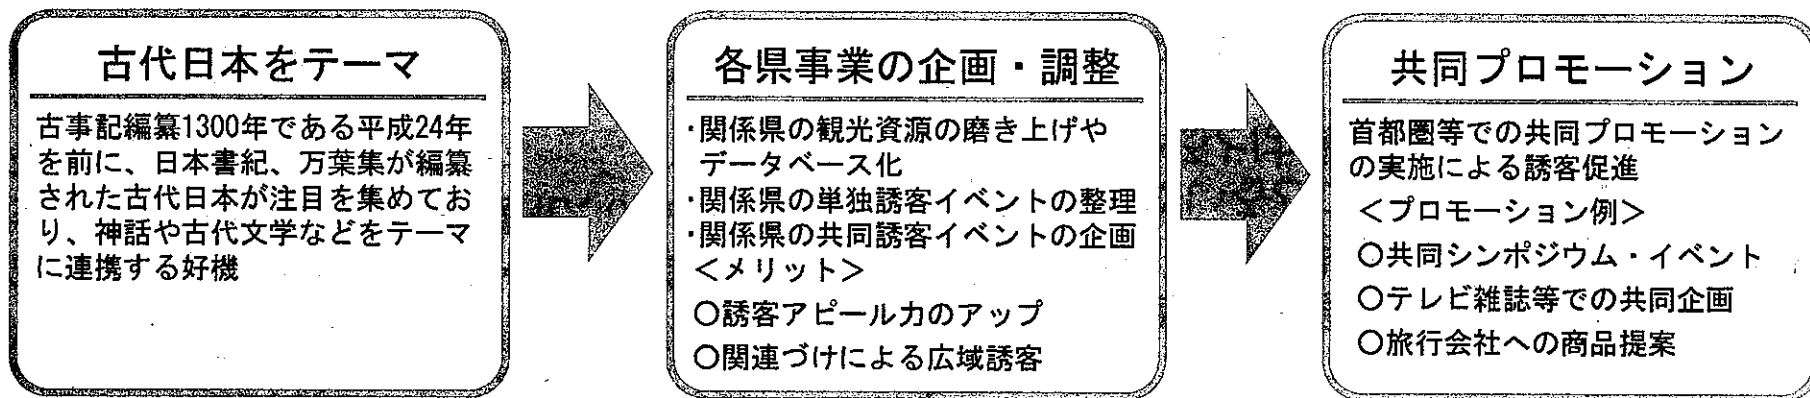 古代日本をテーマ
古事記編纂1300年である平成24年
を前に、日本書紀、万葉集が編纂
された古代日本が注目を集めてお
り、神話や古代文学などをテーマ
に連携する好機
各県事業の企画・調整
・関係県の観光資源の磨き上げや
データベース化
・関係県の単独誘客イベントの整理
・関係県の共同誘客イベントの企画
＜メリット＞
○誘客アピール力のアップ
○関連づけによる広域誘客
共同プロモーション
首都圏等での共同プロモーション
の実施による誘客促進
＜プロモーション例＞
○共同シンポジウム・イベント
○テレビ雑誌等での共同企画
○旅行会社への商品提案